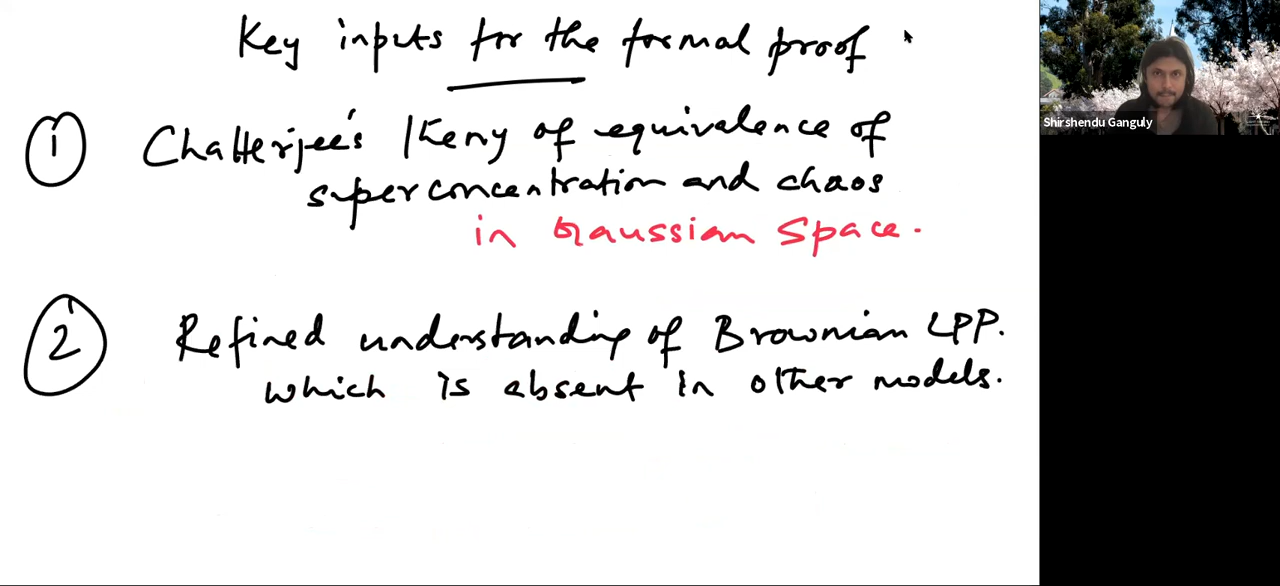 Key inputs for the formal proof.
① Chatterjee's theory of equivalence of
superconcentration and chaos
in Gaussian Space.
② Refined understanding of Brownian LPP.
which is absent in other models.
Shirshendu Ganguly